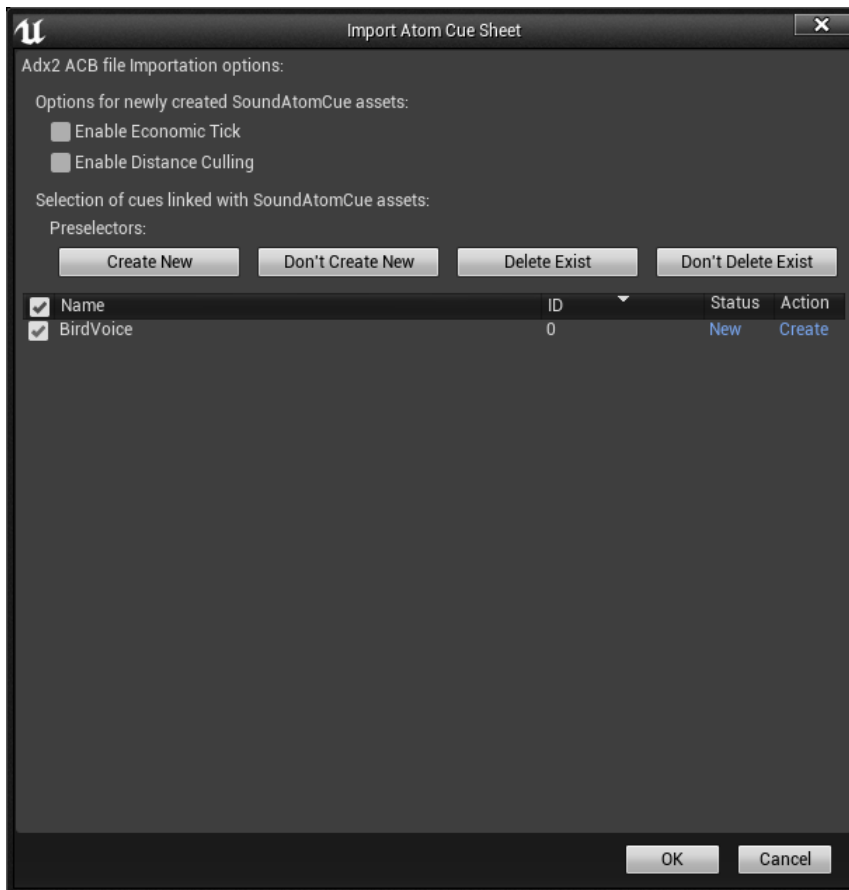 Import Atom Cue Sheet
Adx2 ACB file Importation options:
Options for newly created SoundAtomCue assets:
Enable Economic Tick
Enable Distance Culling
Selection of cues linked with SoundAtomCue assets:
Preselectors:
Create New Don't Create New Delete Exist Don't Delete Exist
Name ID Status Action
BirdVoice 0 New Create
OK Cancel